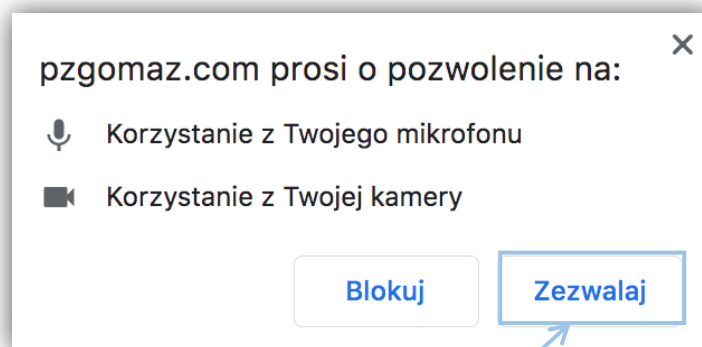 pzgomaz.com prosi o pozwolenie na:
Korzystanie z Twojego mikrofonu
Korzystanie z Twojej kamery
Blokuj Zezwalaj